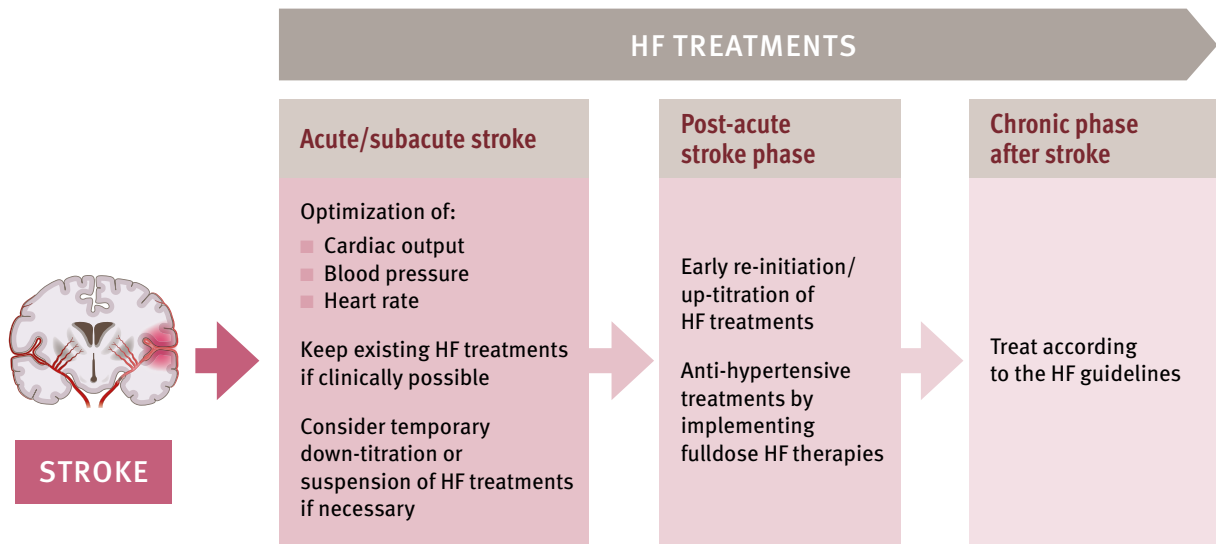 HF TREATMENTS
STROKE
Acute/subacute stroke
Optimization of:
Cardiac output
Blood pressure
Heart rate
Keep existing HF treatments
if clinically possible
Consider temporary
down-titration or
suspension of HF treatments
if necessary
Post-acute
stroke phase
Early re-initiation/
up-titration of
HF treatments
Anti-hypertensive
treatments by
implementing
fulldose HF therapies
Chronic phase
after stroke
Treat according
to the HF guidelines